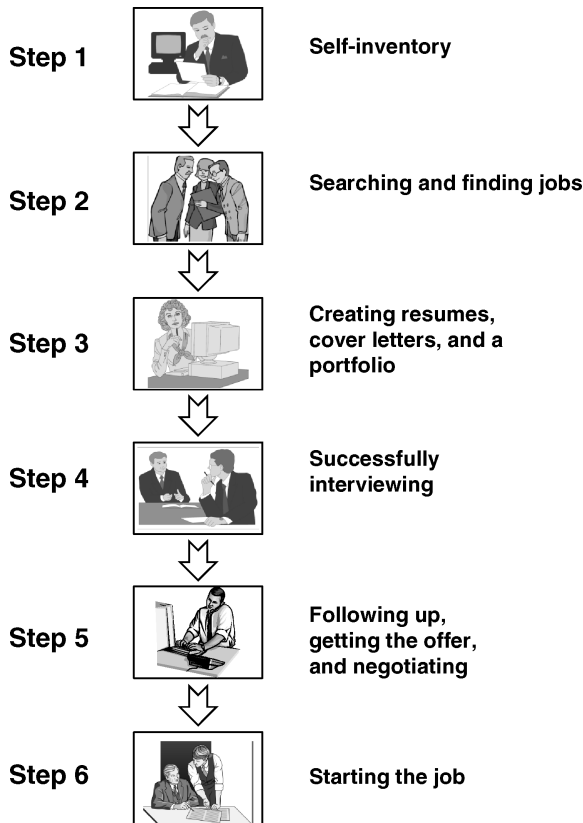 Step 1
Self-inventory
Step 2
Searching and finding jobs
Step 3
Creating resumes,
cover letters, and a
portfolio
Step 4
Successfully
interviewing
Step 5
Following up,
getting the offer,
and negotiating
Step 6
Starting the job